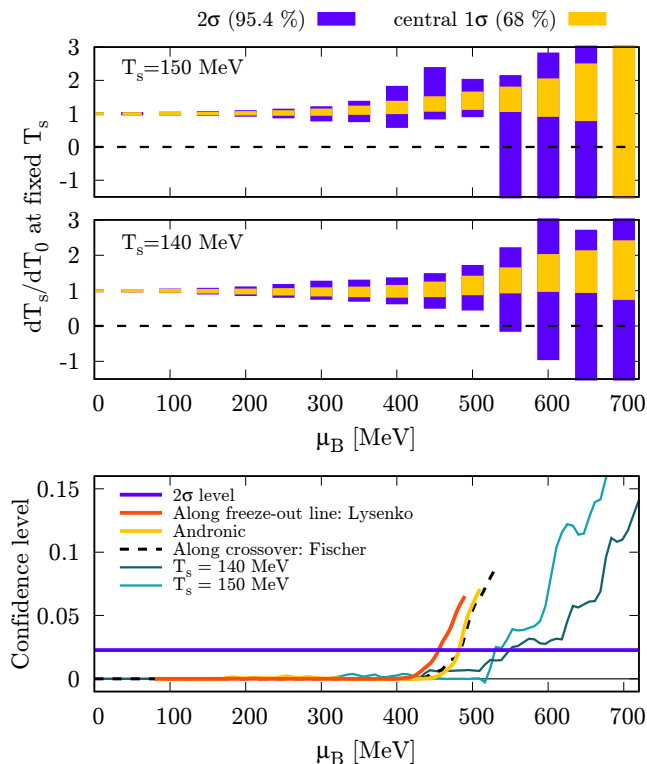 2σ (95.4 %) central 1σ (68 %)
dT_s/dT_0 at fixed T_s
3
2
1
0
-1
T_s=150 MeV
3
2
1
0
-1
T_s=140 MeV
0 100 200 300 400 500 600 700
μ_B [MeV]
Confidence level
0.15
0.1
0.05
0
2σ level
Along freeze-out line: Lysenko
Andronic
Along crossover: Fischer
T_s = 140 MeV
T_s = 150 MeV
0 100 200 300 400 500 600 700
μ_B [MeV]